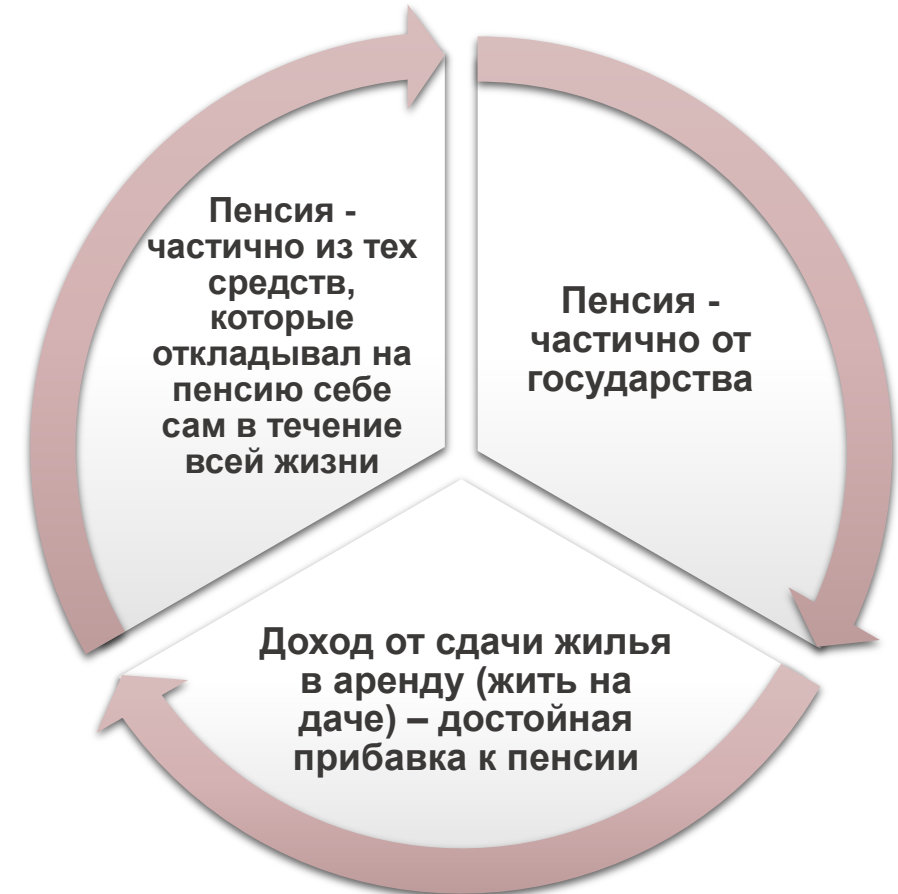 Пенсия -
частично из тех
средств,
которые
откладывал на
пенсию себе
сам в течение
всей жизни
Пенсия -
частично от
государства
Доход от сдачи жилья
в аренду (жить на
даче) – достойная
прибавка к пенсии